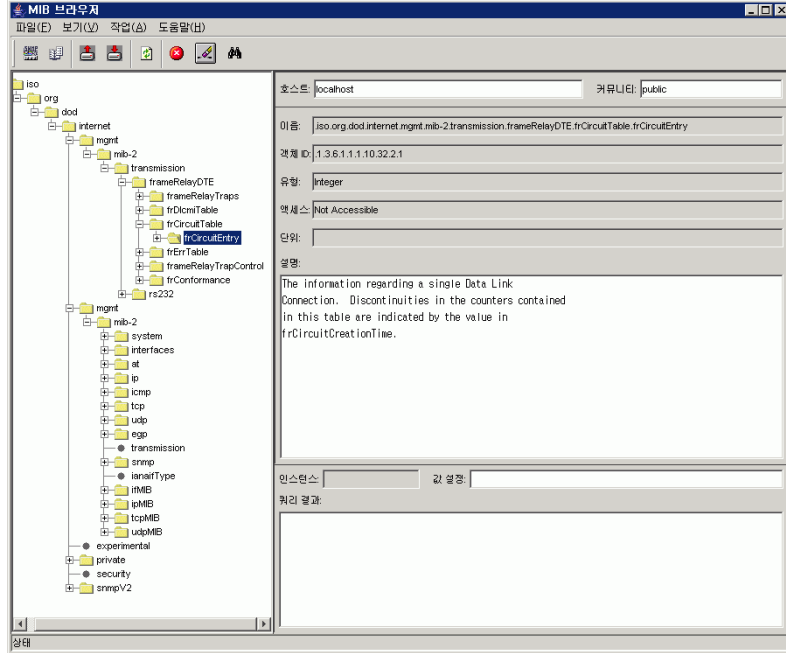 MIB 브라우저
파일(F) 보기(V) 작업(A) 도움말(H)
iso
org
dod
internet
mgmt
mib-2
transmission
frameRelayDTE
frameRelayTraps
frDlcmiTable
frCircuitTable
frCircuitEntry
frErrTable
frameRelayTrapControl
frConformance
rs232
mgmt
mib-2
system
interfaces
at
ip
icmp
tcp
udp
egp
transmission
snmp
ianaifType
ifMIB
ipMIB
tcpMIB
udpMIB
experimental
private
security
snmpV2
호스트: localhost 커뮤니티: public
이름: .iso.org.dod.internet.mgmt.mib-2.transmission.frameRelayDTE.frCircuitTable.frCircuitEntry
객체 ID: .1.3.6.1.1.1.10.32.2.1
유형: Integer
액세스: Not Accessible
단위:
설명:
The information regarding a single Data Link
Connection. Discontinuities in the counters contained
in this table are indicated by the value in
frCircuitCreationTime.
인스턴스: 값 설정:
쿼리 결과:
상태